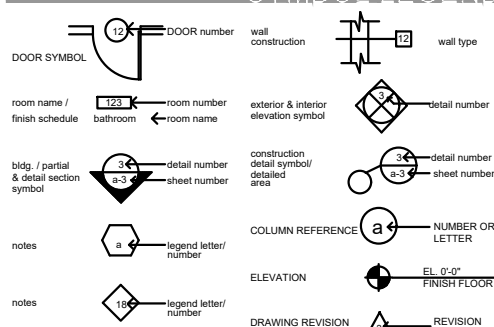 12
DOOR number
DOOR SYMBOL
room name /
finish schedule
123
bathroom
room number
room name
bldg. / partial
& detail section
symbol
3
a-3
detail number
sheet number
notes
a
legend letter/
number
notes
18
legend letter/
number
wall
construction
12
wall type
exterior & interior
elevation symbol
3
detail number
construction
detail symbol/
detailed
area
3
a-3
detail number
sheet number
COLUMN REFERENCE
a
NUMBER OR
LETTER
ELEVATION
EL. 0'-0"
FINISH FLOOR
DRAWING REVISION
REVISION